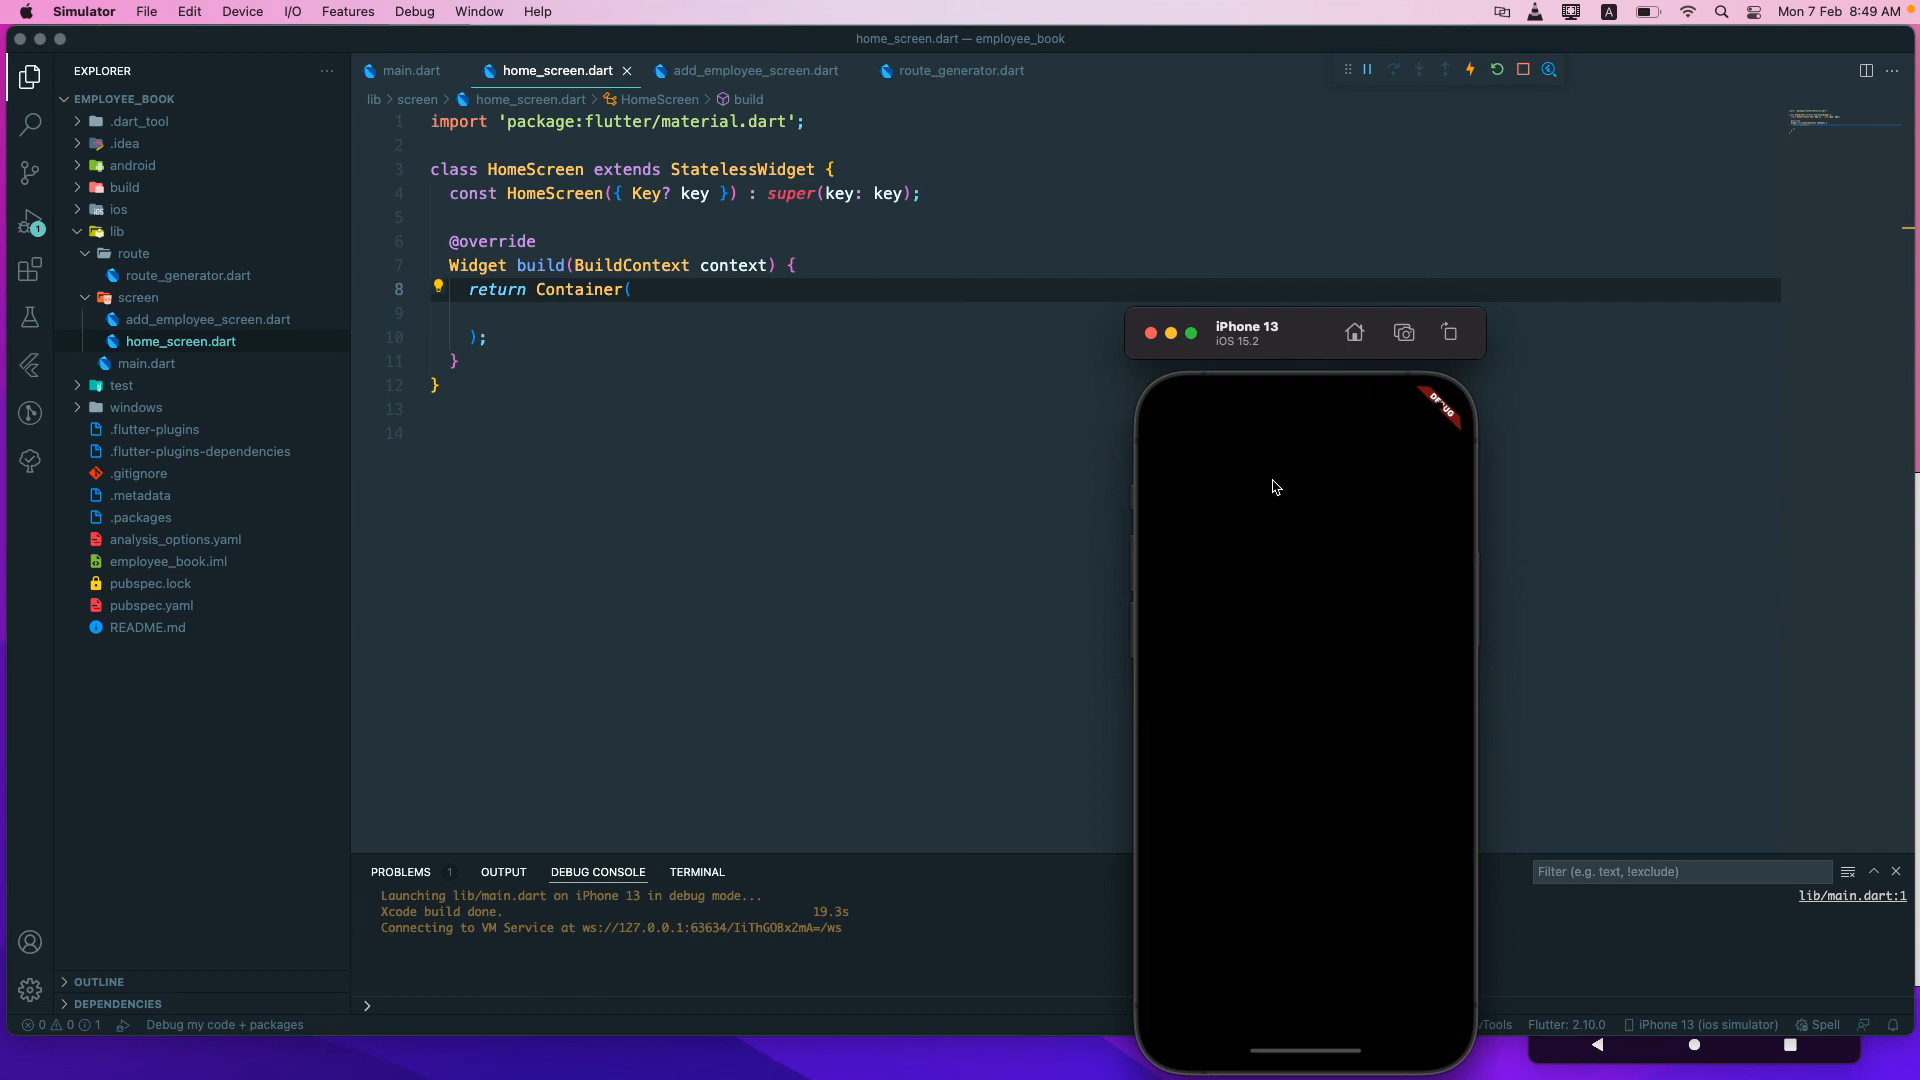 Simulator File Edit Device I/O Features Debug Window Help
A Mon 7 Feb 8:49 AM
home_screen.dart — employee_book
EXPLORER
main.dart
home_screen.dart
add_employee_screen.dart
route_generator.dart
lib > screen > home_screen.dart > HomeScreen > build
EMPLOYEE_BOOK
.dart_tool
.idea
android
build
ios
lib
route
route_generator.dart
screen
add_employee_screen.dart
home_screen.dart
main.dart
test
windows
.flutter-plugins
.flutter-plugins-dependencies
.gitignore
.metadata
.packages
analysis_options.yaml
employee_book.iml
pubspec.lock
pubspec.yaml
README.md
OUTLINE
DEPENDENCIES
1
1 import 'package:flutter/material.dart';
2
3 class HomeScreen extends StatelessWidget {
4 const HomeScreen({ Key? key }) : super(key: key);
5
6 @override
7 Widget build(BuildContext context) {
8 return Container(
9
10 );
11 }
12 }
13
14
iPhone 13
iOS 15.2
DEBUG
PROBLEMS 1 OUTPUT DEBUG CONSOLE TERMINAL
Filter (e.g. text, !exclude)
Launching lib/main.dart on iPhone 13 in debug mode...
lib/main.dart:1
Xcode build done. 19.3s
Connecting to VM Service at ws://127.0.0.1:63634/IiThGOBxZmA=/ws
0 0 1 Debug my code + packages
Tools Flutter: 2.10.0 iPhone 13 (ios simulator) Spell